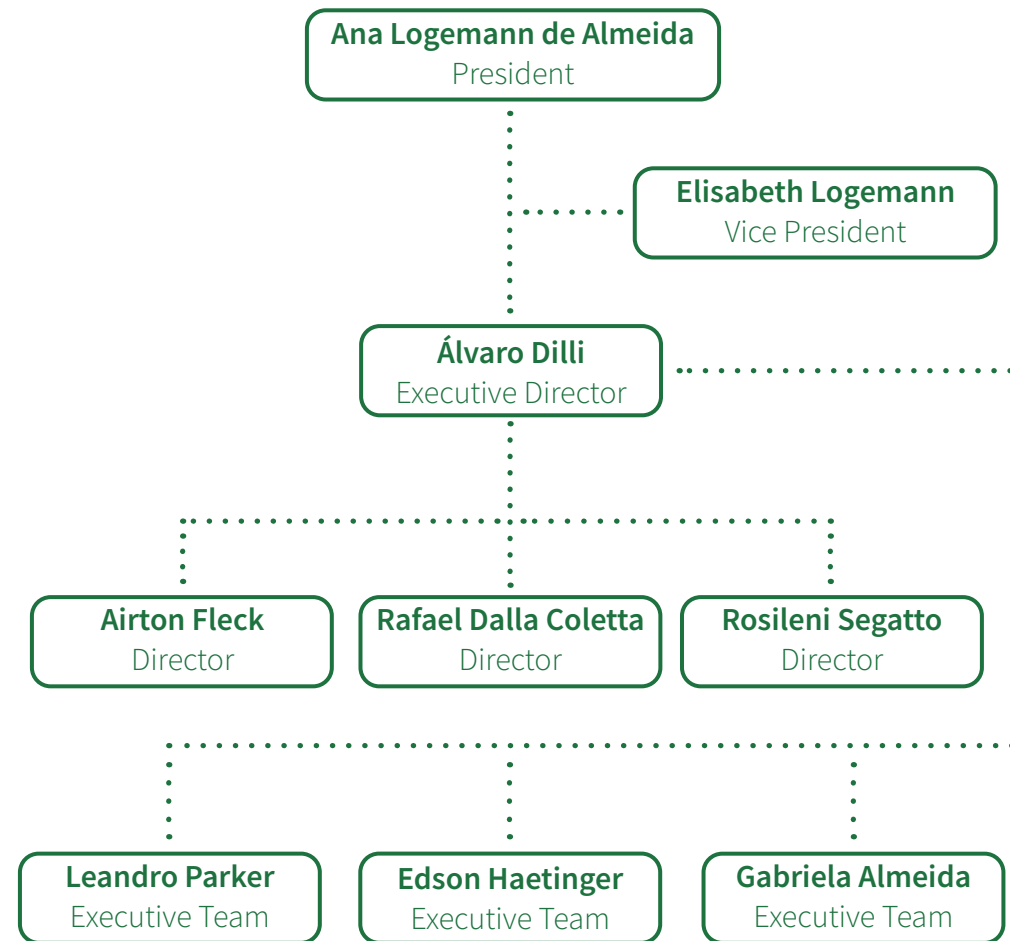 Ana Logemann de Almeida
President
Elisabeth Logemann
Vice President
Álvaro Dilli
Executive Director
Airton Fleck
Director
Rafael Dalla Coletta
Director
Rosileni Segatto
Director
Leandro Parker
Executive Team
Edson Haetinger
Executive Team
Gabriela Almeida
Executive Team